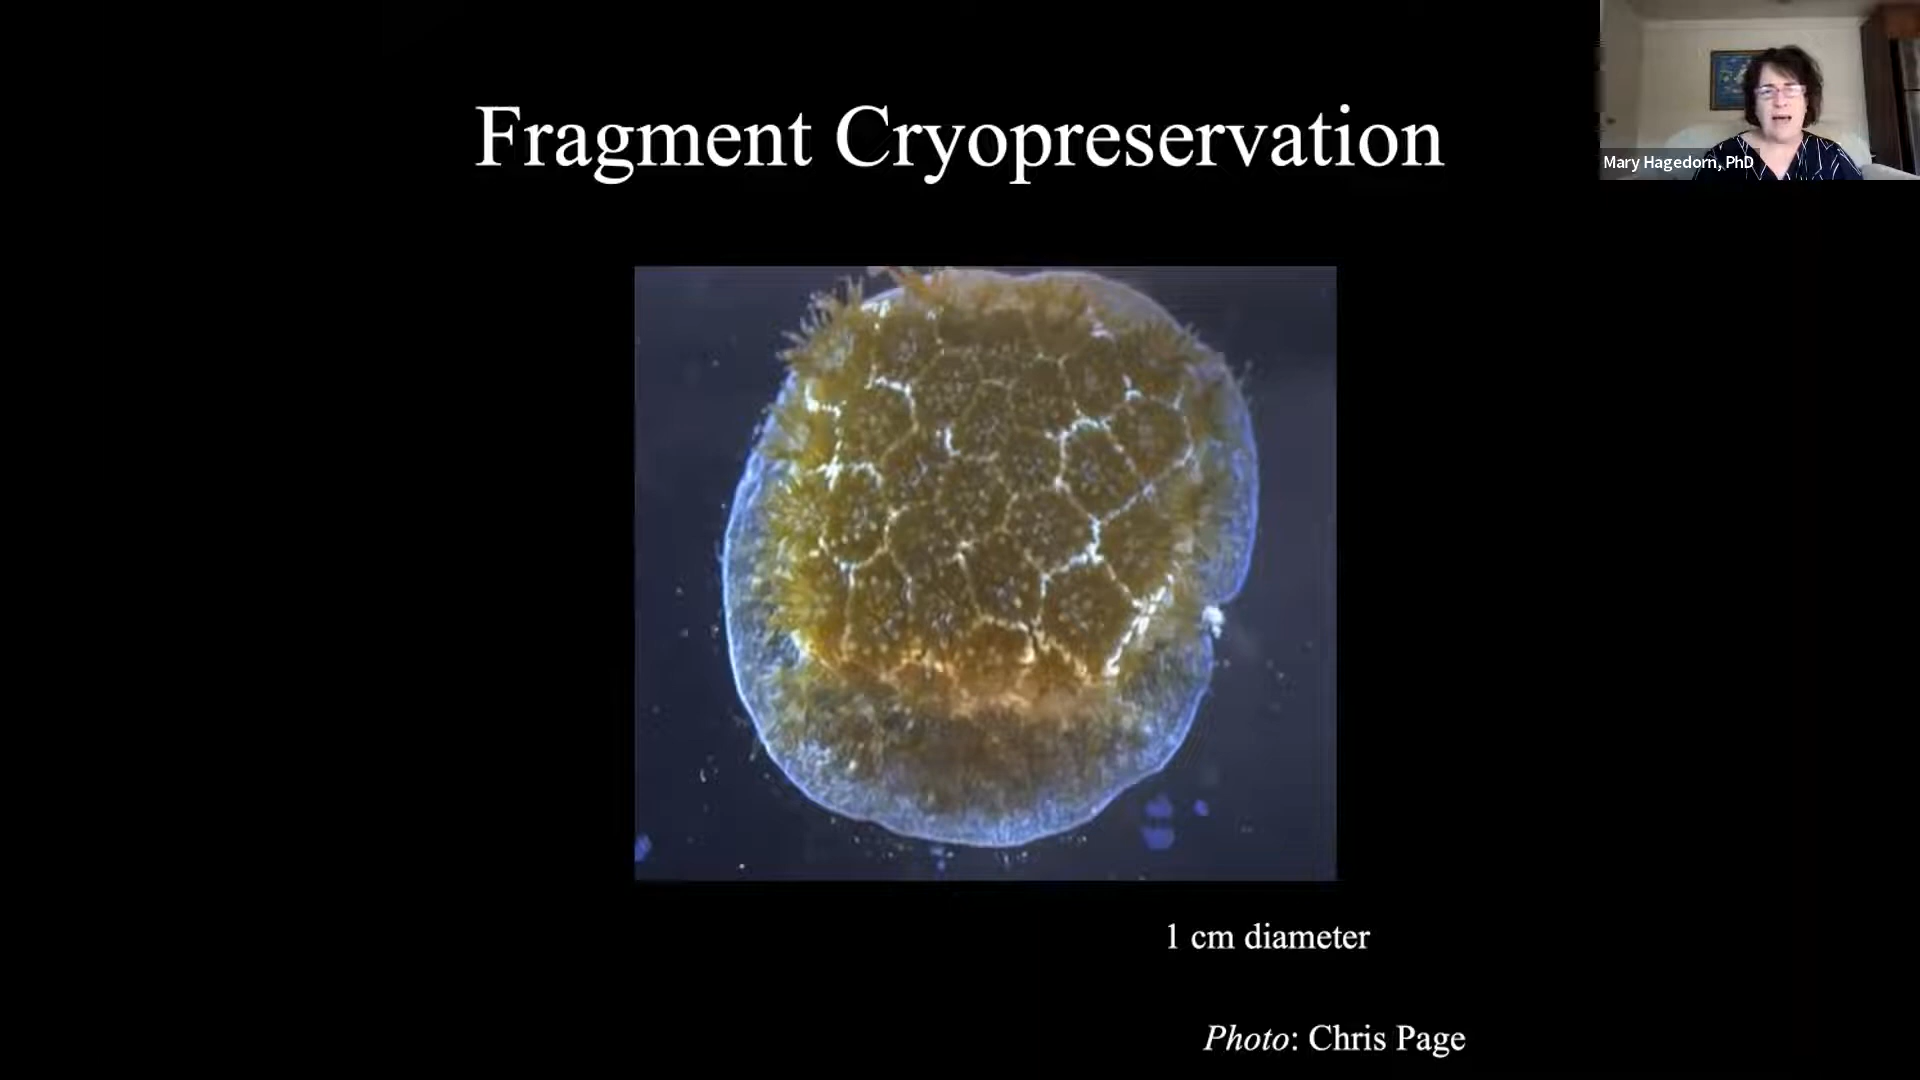 Fragment Cryopreservation
Mary Hagedorn, PhD
1 cm diameter
Photo: Chris Page